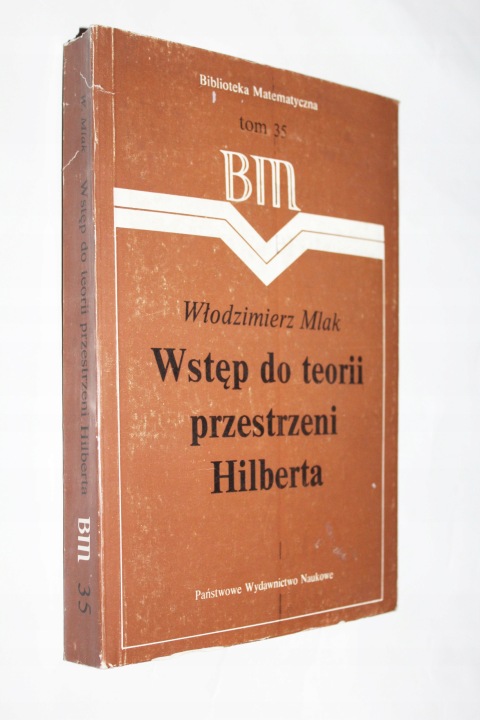 Biblioteka Matematyczna
tom 35
BM
Włodzimierz Mlak
Wstęp do teorii
przestrzeni
Hilberta
Państwowe Wydawnictwo Naukowe
W. Mlak Wstęp do teorii przestrzeni Hilberta BM 35